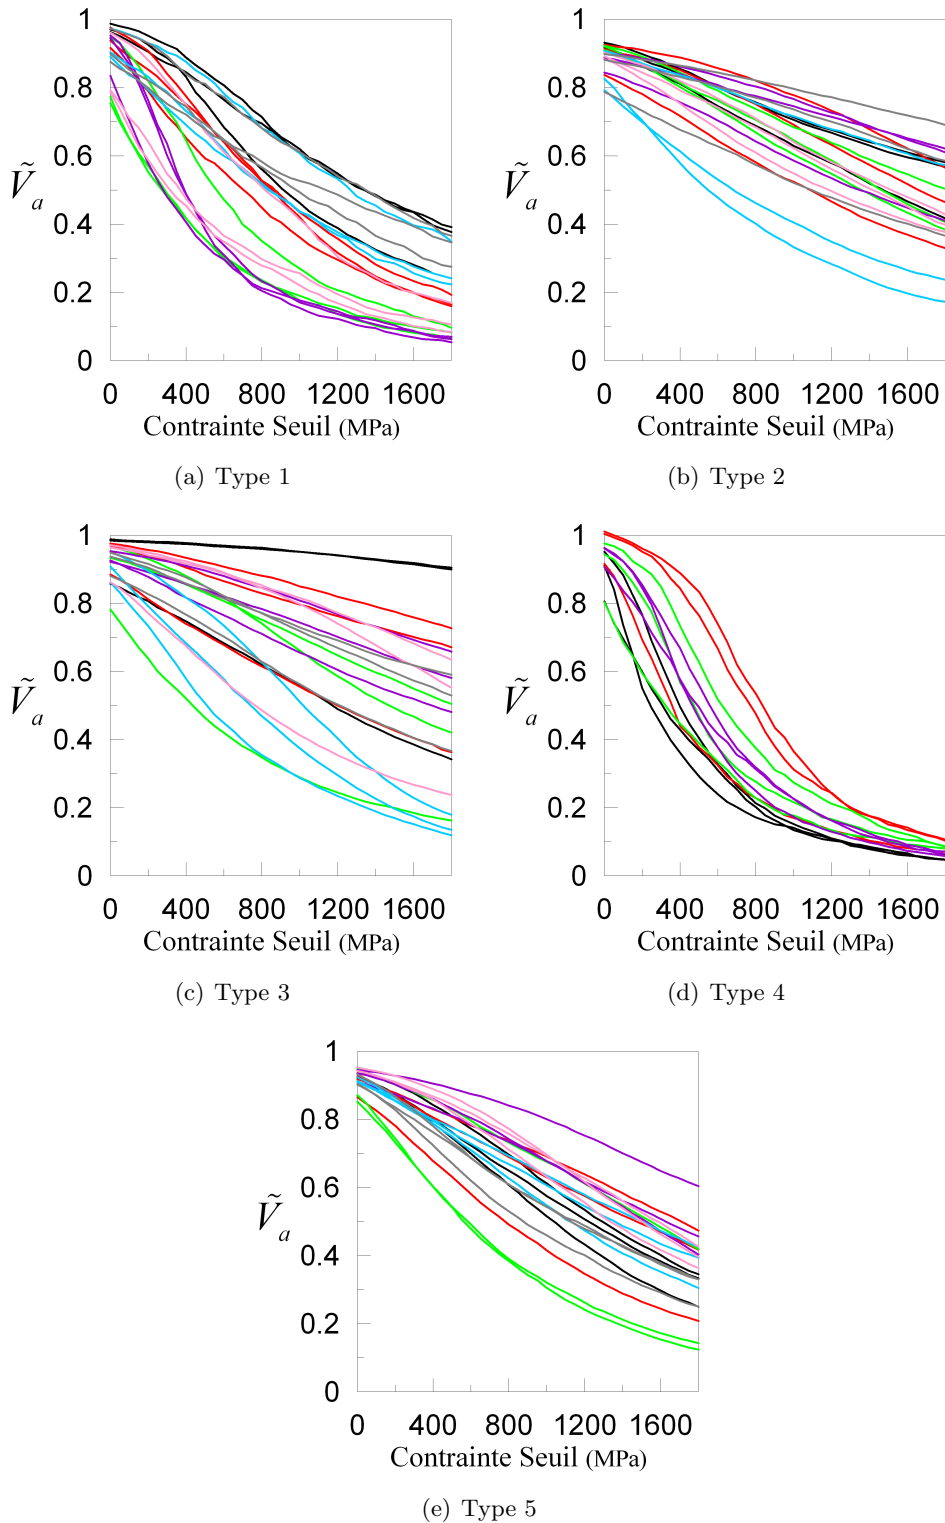 1
0.8
0.6
0.4
0.2
0
Ṽa
0 400 800 1200 1600
Contrainte Seuil (MPa)
(a) Type 1
1
0.8
0.6
0.4
0.2
0
Ṽa
0 400 800 1200 1600
Contrainte Seuil (MPa)
(b) Type 2
1
0.8
0.6
0.4
0.2
0
Ṽa
0 400 800 1200 1600
Contrainte Seuil (MPa)
(c) Type 3
1
0.8
0.6
0.4
0.2
0
Ṽa
0 400 800 1200 1600
Contrainte Seuil (MPa)
(d) Type 4
1
0.8
0.6
0.4
0.2
0
Ṽa
0 400 800 1200 1600
Contrainte Seuil (MPa)
(e) Type 5